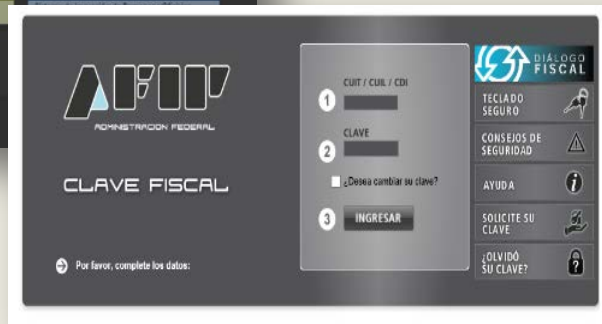 AFIP
ADMINISTRACION FEDERAL
CLAVE FISCAL
Por favor, complete los datos:
CUIT / CUIL / CDI
1
CLAVE
2
¿Desea cambiar su clave?
3 INGRESAR
DIÁLOGO
FISCAL
TECLADO
SEGURO
CONSEJOS DE
SEGURIDAD
AYUDA
SOLICITE SU
CLAVE
¿OLVIDÓ
SU CLAVE?